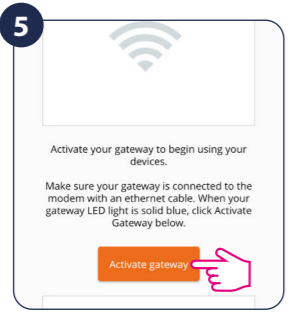 5
Activate your gateway to begin using your
devices.
Make sure your gateway is connected to the
modem with an ethernet cable. When your
gateway LED light is solid blue, click Activate
Gateway below.
Activate gateway